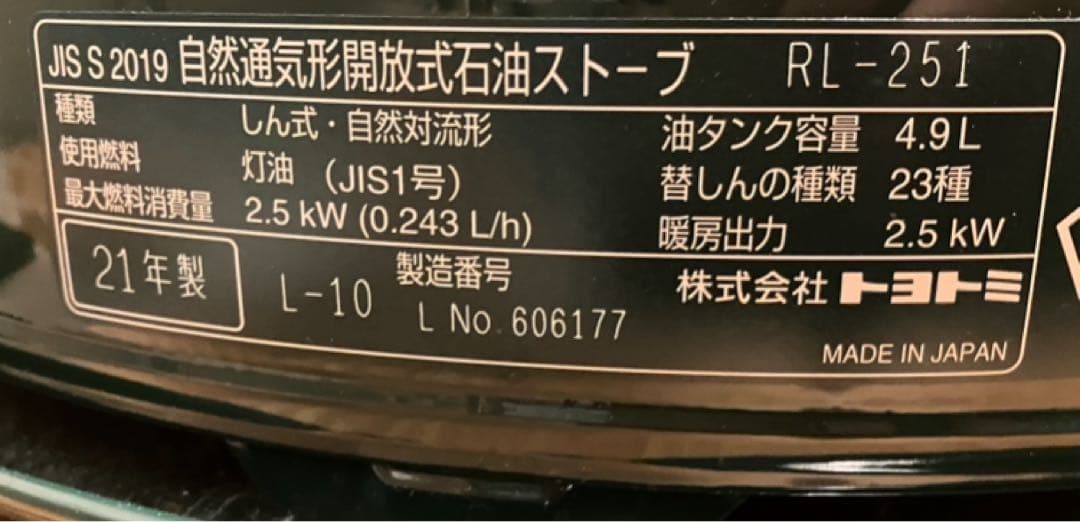 JIS S 2019 自然通気形開放式石油ストーブ RL-251
種類 しん式・自然対流形
使用燃料 灯油 (JIS1号)
最大燃料消費量 2.5 kW (0.243 L/h)
油タンク容量 4.9 L
替しんの種類 23種
暖房出力 2.5 kW
21年製 L-10 製造番号
L No. 606177
株式会社 トヨトミ
MADE IN JAPAN